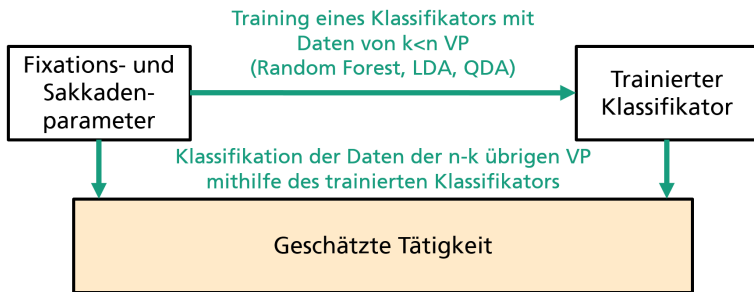 Training eines Klassifikators mit
Daten von k<n VP
(Random Forest, LDA, QDA)
Fixations- und
Sakkaden-
parameter
Trainierter
Klassifikator
Klassifikation der Daten der n-k übrigen VP
mithilfe des trainierten Klassifikators
Geschätzte Tätigkeit